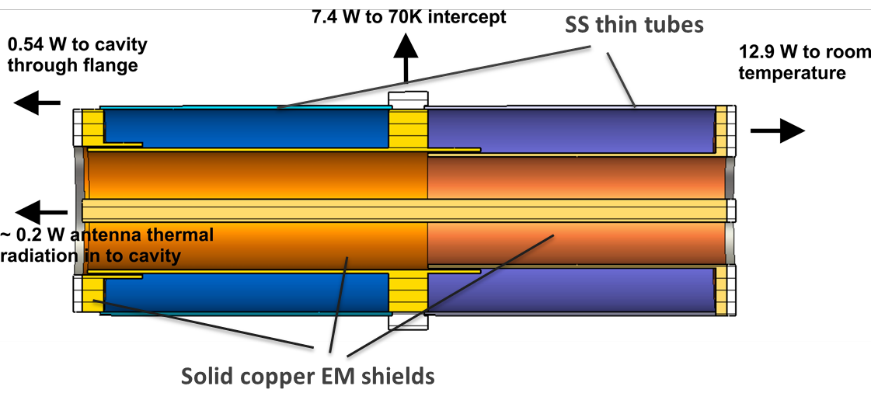 7.4 W to 70K intercept
SS thin tubes
0.54 W to cavity
through flange
12.9 W to room
temperature
~ 0.2 W antenna thermal
radiation in to cavity
Solid copper EM shields